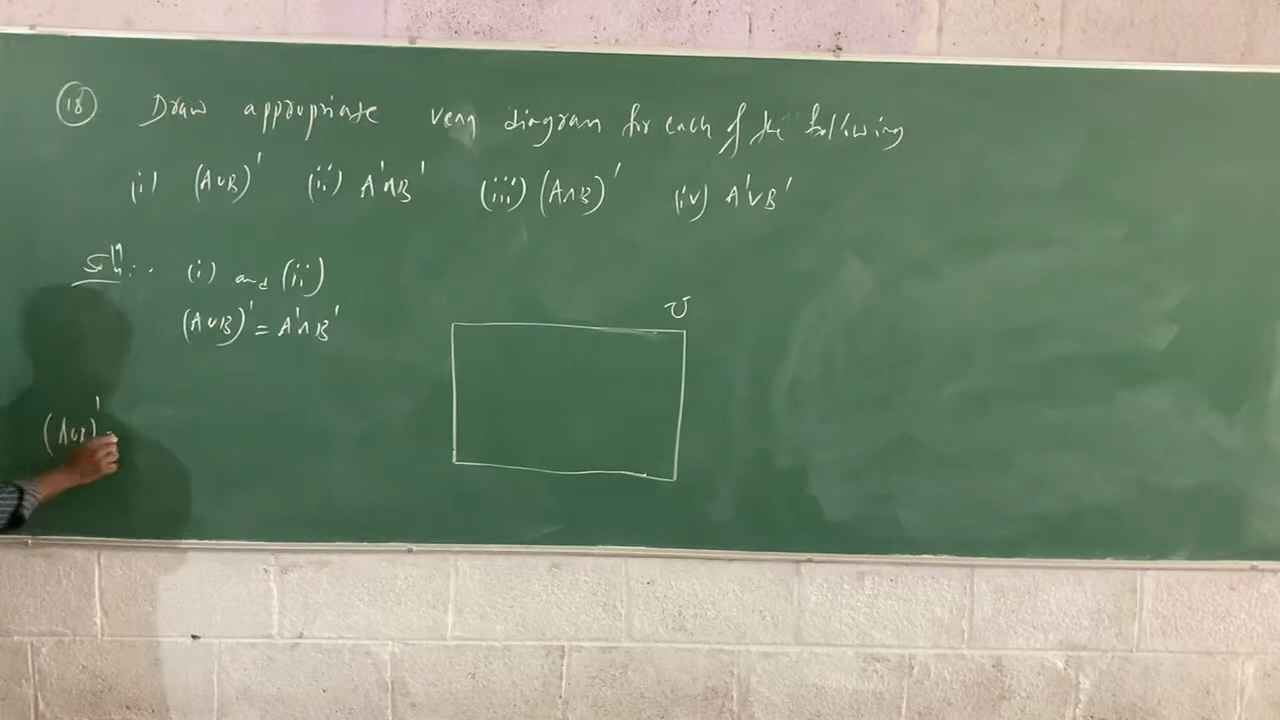 (18) Draw appropriate venn diagram for each of the following
(i) (A∪B)' (ii) A'∩B' (iii) (A∩B)' (iv) A'∪B'
Soln:- (i) and (ii)
(A∪B)' = A'∩B'
U
(A∪B)' =